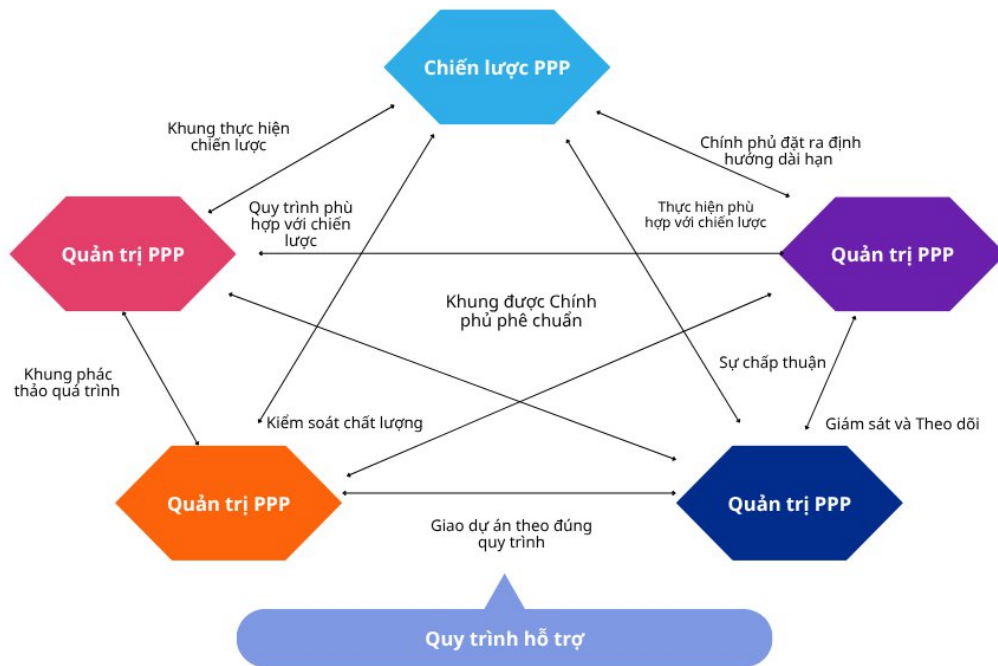 Chiến lược PPP
Khung thực hiện
chiến lược
Chính phủ đặt ra định
hướng dài hạn
Quy trình phù
hợp với chiến
lược
Thực hiện phù
hợp với chiến lược
Quản trị PPP
Quản trị PPP
Khung được Chính
phủ phê chuẩn
Khung phác
thảo quá trình
Sự chấp thuận
Kiểm soát chất lượng
Giám sát và Theo dõi
Quản trị PPP
Quản trị PPP
Giao dự án theo đúng
quy trình
Quy trình hỗ trợ